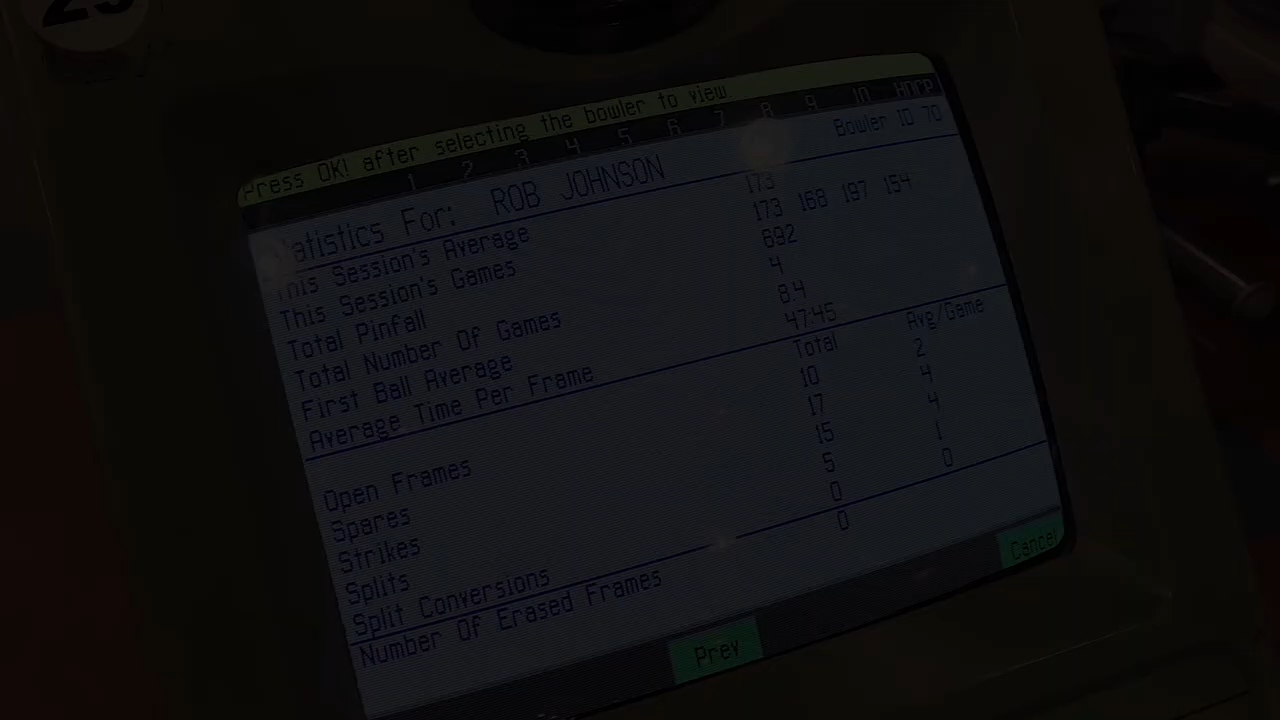 Press OK! after selecting the bowler to view
1 2 3 4 5 6 7 8 9 10 HDCP
Statistics For: ROB JOHNSON Bowler ID 70
This Session's Average 173
This Session's Games 173 168 197 154
Total Pinfall 692
Total Number Of Games 4
First Ball Average 8.4
Average Time Per Frame 47:45
Total Avg/Game
Open Frames 10 2
Spares 17 4
Strikes 15 4
Splits 5 1
Split Conversions 0 0
Number Of Erased Frames 0
Prev Cancel